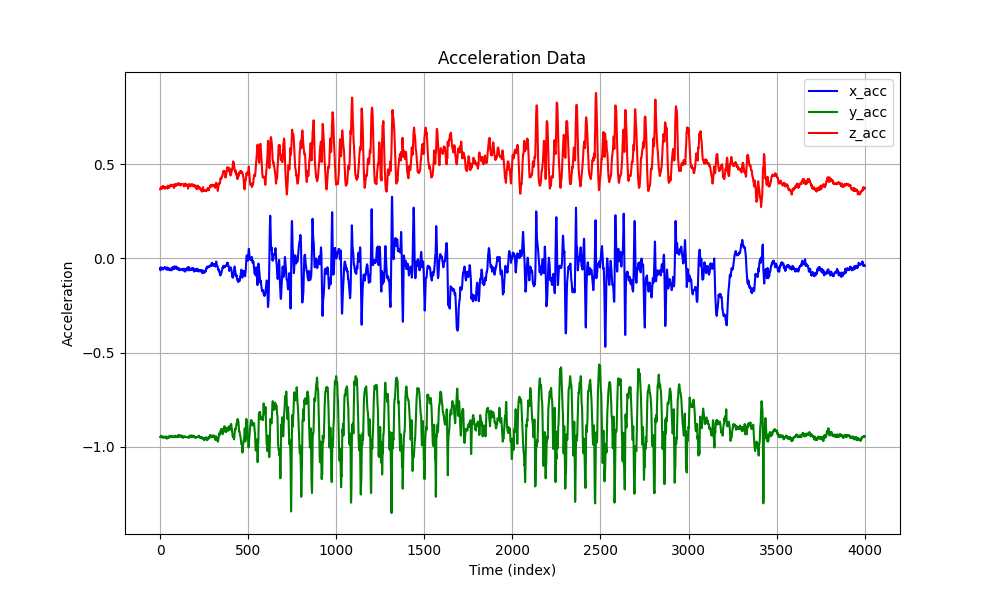 Acceleration Data
x_acc
y_acc
z_acc
0.5
0.0
−0.5
−1.0
Acceleration
0 500 1000 1500 2000 2500 3000 3500 4000
Time (index)